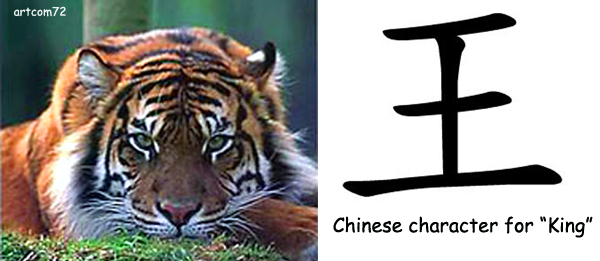 artcom72
王
Chinese character for “King”